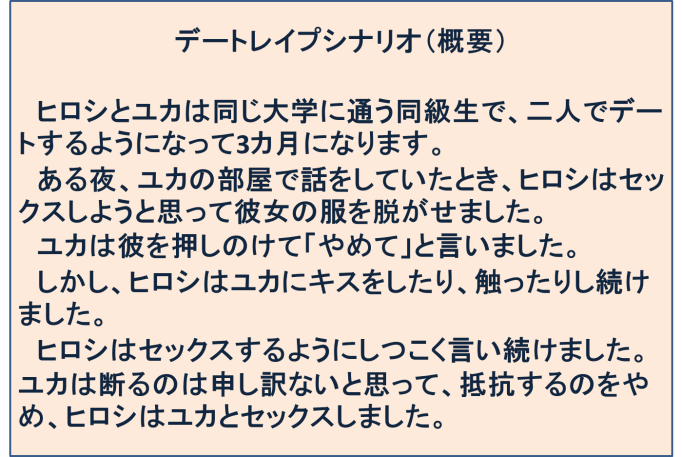 デートレイプシナリオ（概要）
ヒロシとユカは同じ大学に通う同級生で、二人でデー
トするようになって3カ月になります。
ある夜、ユカの部屋で話をしていたとき、ヒロシはセッ
クスしようと思って彼女の服を脱がせました。
ユカは彼を押しのけて「やめて」と言いました。
しかし、ヒロシはユカにキスをしたり、触ったりし続け
ました。
ヒロシはセックスするようにしつこく言い続けました。
ユカは断るのは申し訳ないと思って、抵抗するのをや
め、ヒロシはユカとセックスしました。